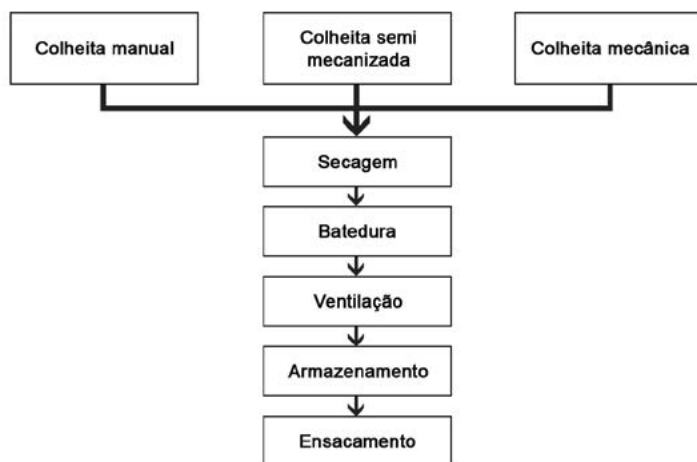 Colheita manual
Colheita semi
mecanizada
Colheita mecânica
Secagem
Batedura
Ventilação
Armazenamento
Ensacamento